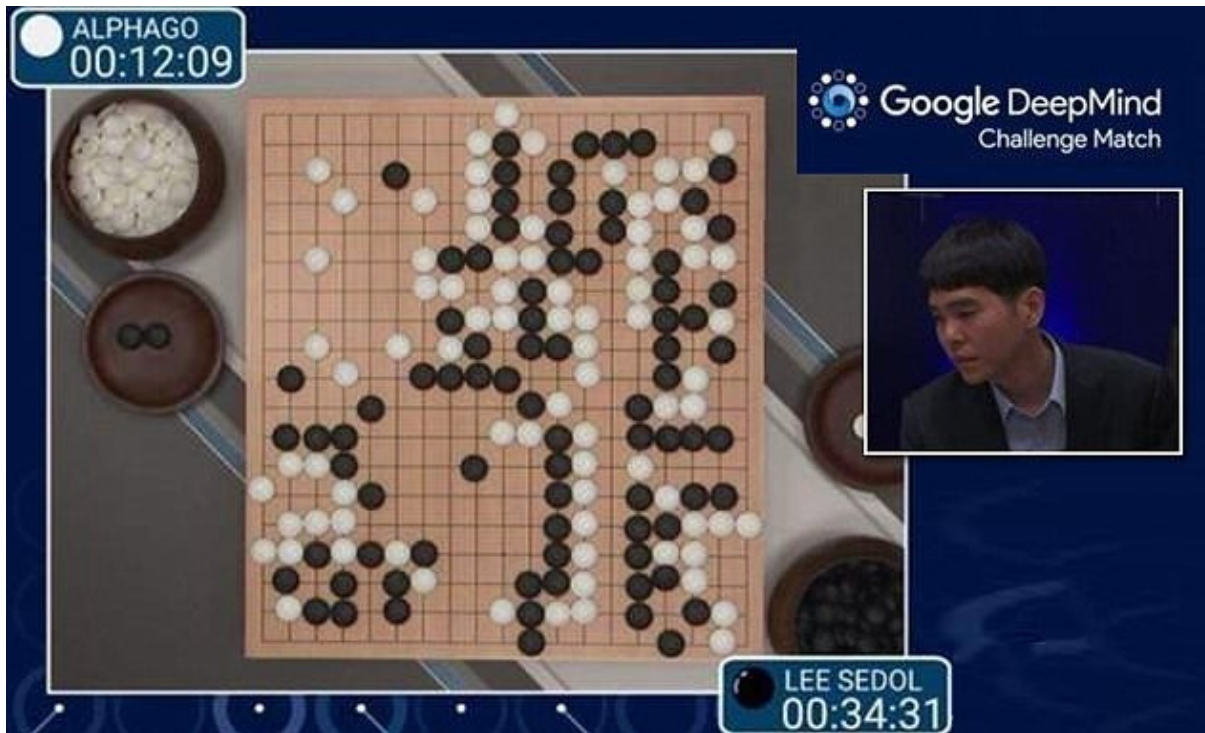 ALPHAGO
00:12:09
Google DeepMind
Challenge Match
LEE SEDOL
00:34:31